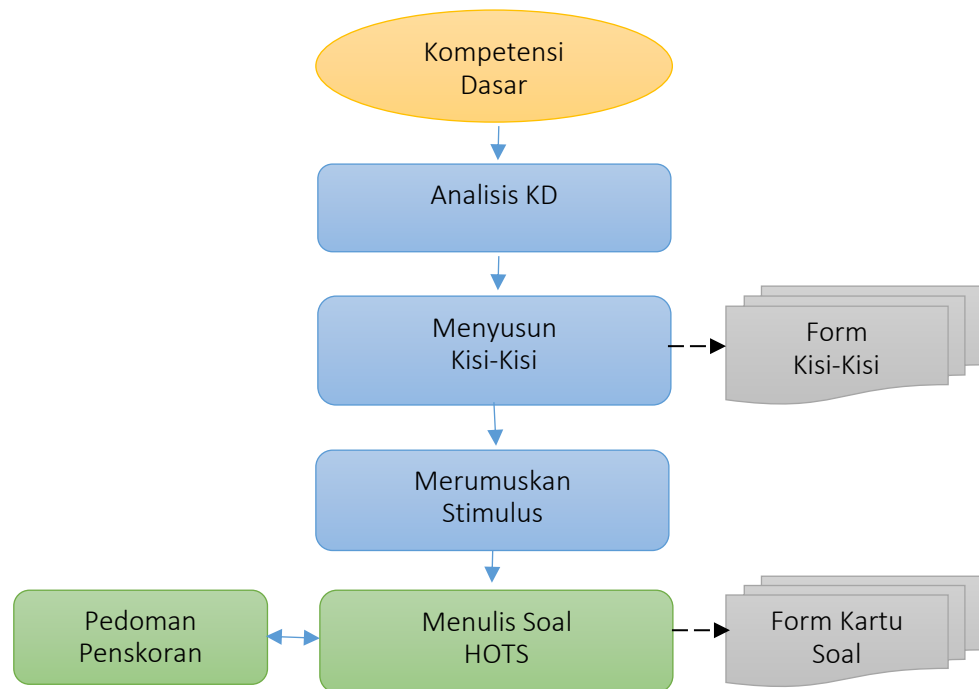 Kompetensi
Dasar
Analisis KD
Menyusun
Kisi-Kisi
Form
Kisi-Kisi
Merumuskan
Stimulus
Pedoman
Penskoran
Menulis Soal
HOTS
Form Kartu
Soal